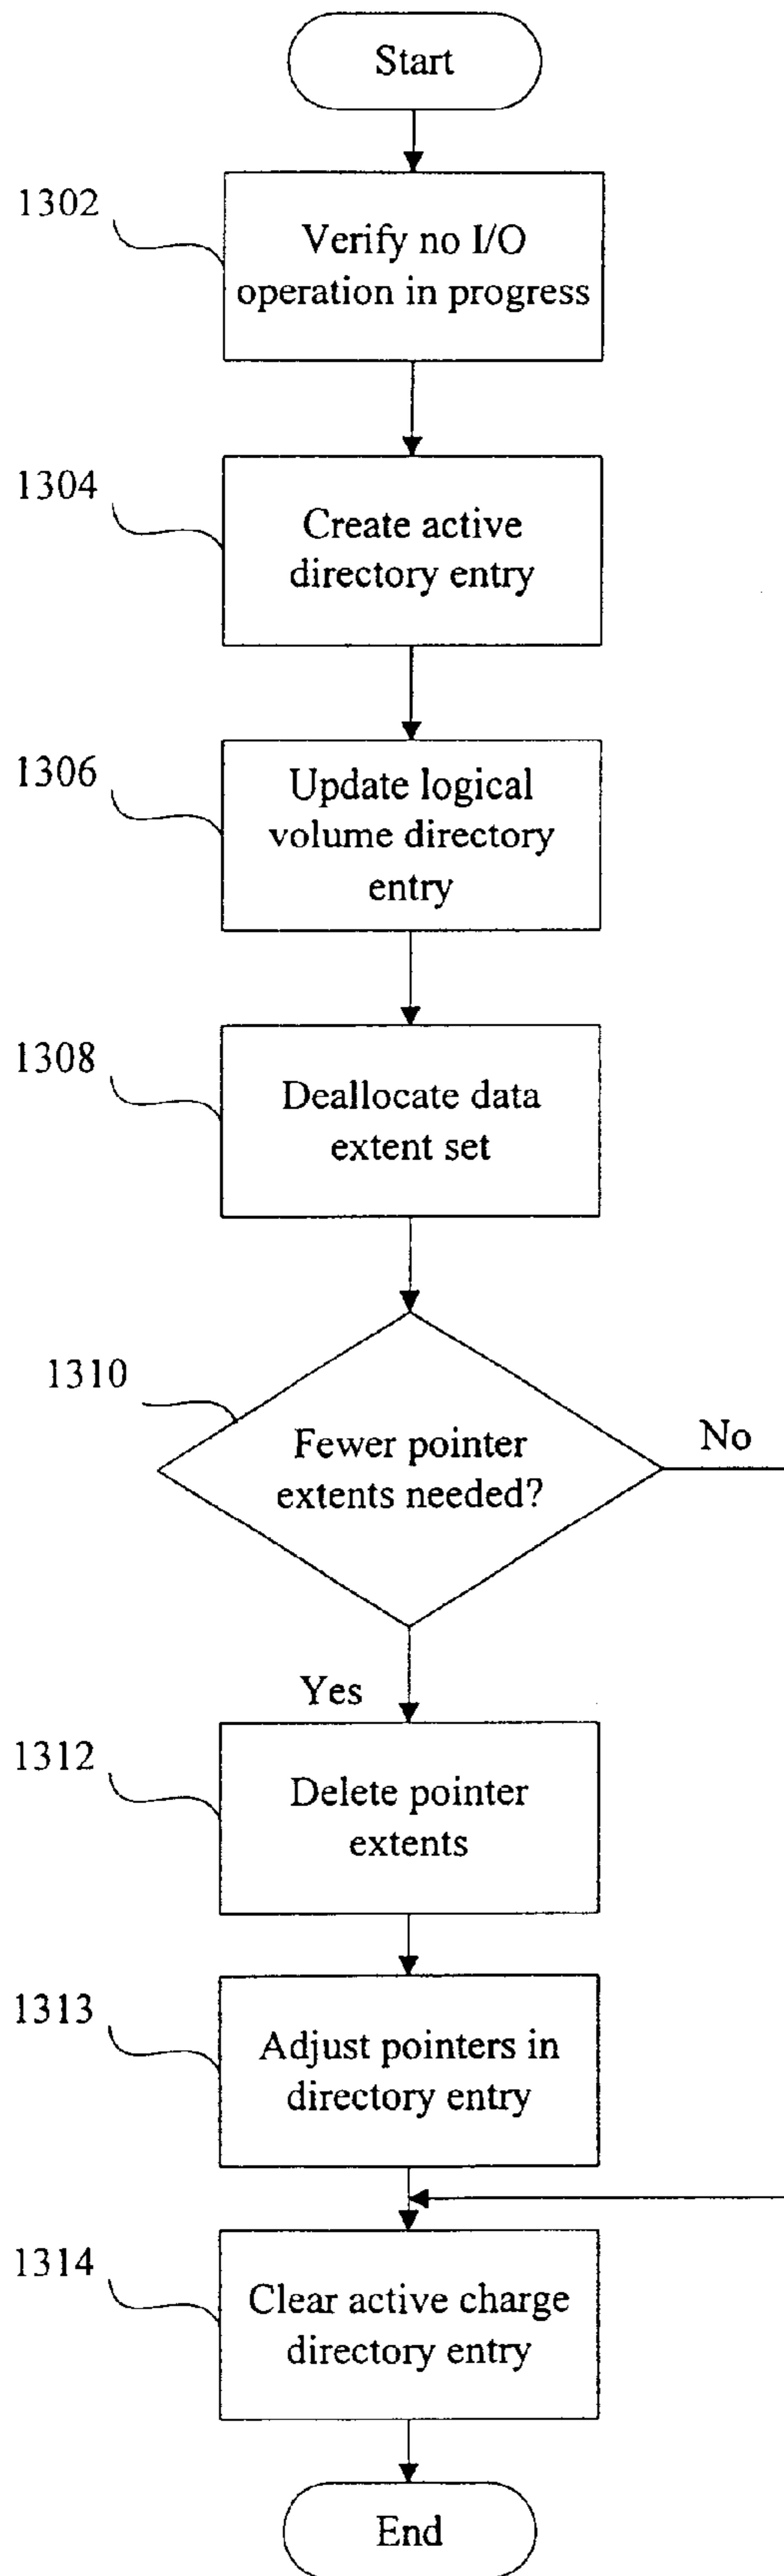 Start
1302
Verify no I/O
operation in progress
1304
Create active
directory entry
1306
Update logical
volume directory
entry
1308
Deallocate data
extent set
1310
Fewer pointer
extents needed?
No
Yes
1312
Delete pointer
extents
1313
Adjust pointers in
directory entry
1314
Clear active charge
directory entry
End